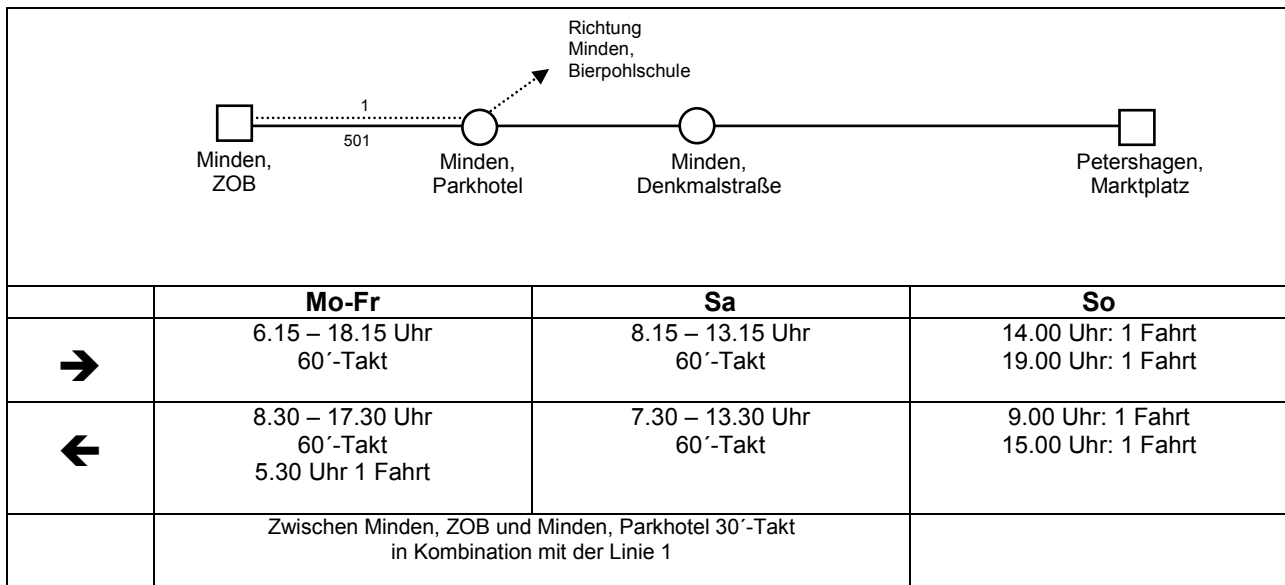 Richtung
Minden,
Bierpohlschule
1
501
Minden,
ZOB
Minden,
Parkhotel
Minden,
Denkmalstraße
Petershagen,
Marktplatz
Mo-Fr
Sa
So
➔
6.15 – 18.15 Uhr
60´-Takt
8.15 – 13.15 Uhr
60´-Takt
14.00 Uhr: 1 Fahrt
19.00 Uhr: 1 Fahrt
🡸
8.30 – 17.30 Uhr
60´-Takt
5.30 Uhr 1 Fahrt
7.30 – 13.30 Uhr
60´-Takt
9.00 Uhr: 1 Fahrt
15.00 Uhr: 1 Fahrt
Zwischen Minden, ZOB und Minden, Parkhotel 30´-Takt
in Kombination mit der Linie 1